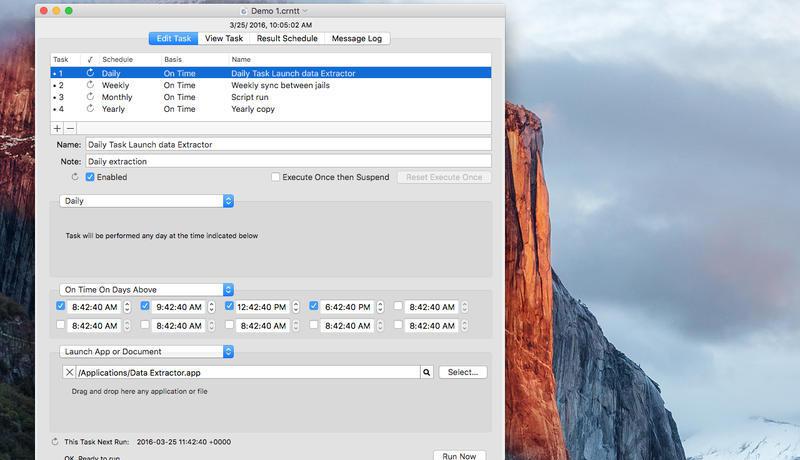 Demo 1.crntt
3/25/ 2016, 10:05:02 AM
Edit Task View Task Result Schedule Message Log
Task √ Schedule Basis Name
• 1 Daily On Time Daily Task Launch data Extractor
• 2 Weekly On Time Weekly sync between jails
• 3 Monthly On Time Script run
• 4 Yearly On Time Yearly copy
+ −
Name: Daily Task Launch data Extractor
Note: Daily extraction
Enabled Execute Once then Suspend Reset Execute Once
Daily
Task will be performed any day at the time indicated below
On Time On Days Above
8:42:40 AM 9:42:40 AM 12:42:40 PM 6:42:40 PM 8:42:40 AM
8:42:40 AM 8:42:40 AM 8:42:40 AM 8:42:40 AM 8:42:40 AM
Launch App or Document
/Applications/Data Extractor.app Select...
Drag and drop here any application or file
This Task Next Run: 2016-03-25 11:42:40 +0000
OK. Ready to run Run Now